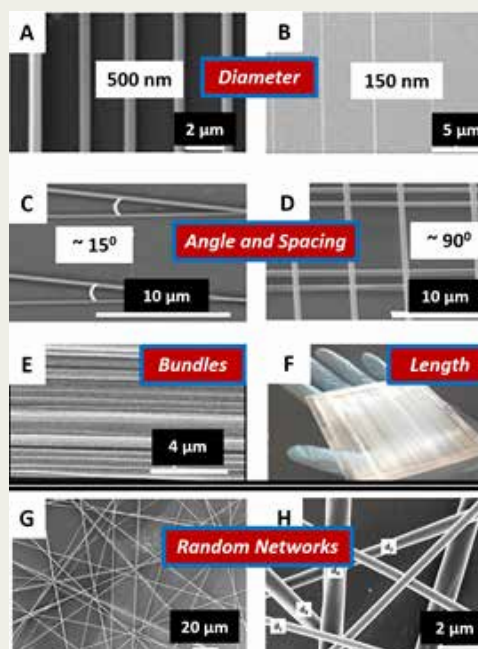 A
B
500 nm
Diameter
150 nm
2 µm
5 µm
C
D
~ 15⁰
Angle and Spacing
~ 90⁰
10 µm
10 µm
E
Bundles
F
Length
4 µm
G
H
Random Networks
20 µm
2 µm